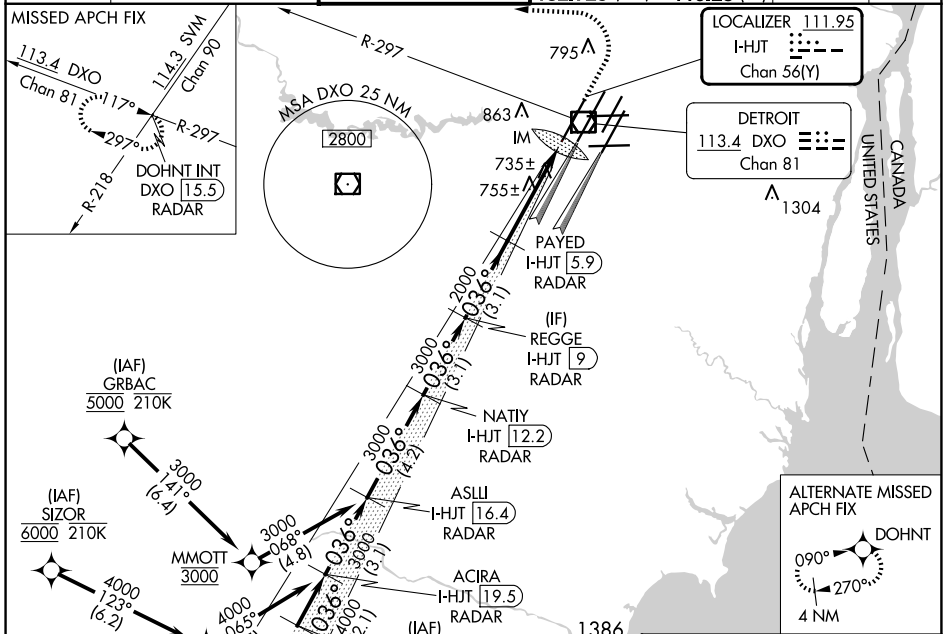 MISSED APCH FIX
113.4 DXO
Chan 81
114.3 SVM
Chan 90
117°
297°
R-297
R-218
DOHNT INT
DXO 15.5
RADAR
R-297
MSA DXO 25 NM
2800
795
863
IM
735±
755±
LOCALIZER 111.95
I-HJT
Chan 56(Y)
DETROIT
113.4 DXO
Chan 81
1304
CANADA
UNITED STATES
PAYED
I-HJT 5.9
RADAR
2000
036°
(3.1)
(IF)
REGGE
I-HJT 9
RADAR
3000
036°
(3.1)
NATIY
I-HJT 12.2
RADAR
3000
036°
(4.2)
ASLLI
I-HJT 16.4
RADAR
036°
3000
(3.1)
ACIRA
I-HJT 19.5
RADAR
036°
4000
(2.1)
(IAF)
GRBAC
5000 210K
3000
141°
(6.4)
(IAF)
SIZOR
6000 210K
4000
123°
(6.2)
MMOTT
3000
3000
068°
(4.8)
4000
065°
(IAF)
1386
ALTERNATE MISSED
APCH FIX
DOHNT
090°
270°
4 NM